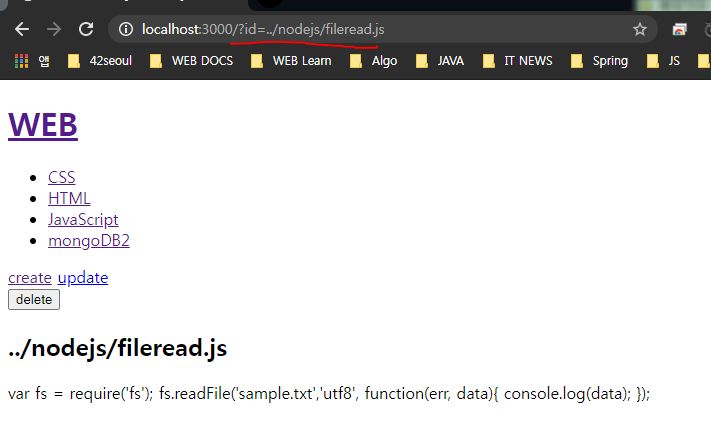 localhost:3000/?id=../nodejs/fileread.js
앱 42seoul WEB DOCS WEB Learn Algo JAVA IT NEWS Spring JS
WEB
CSS
HTML
JavaScript
mongoDB2
create update
delete
../nodejs/fileread.js
var fs = require('fs'); fs.readFile('sample.txt','utf8', function(err, data){ console.log(data); });